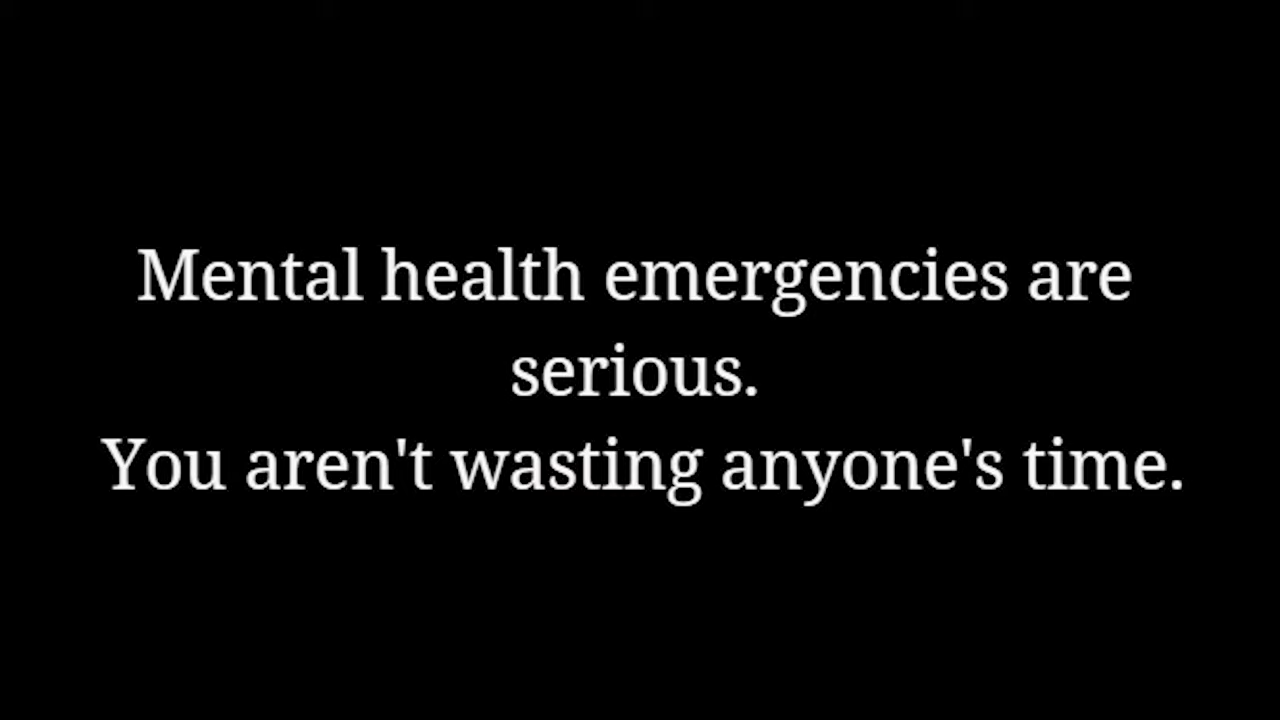 Mental health emergencies are
serious.
You aren't wasting anyone's time.